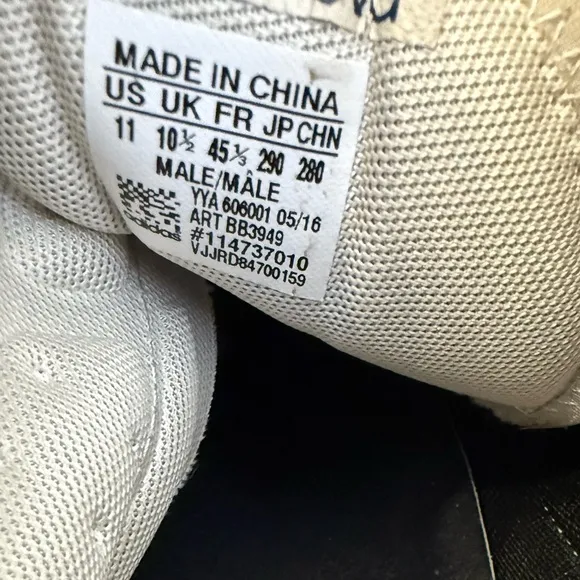 MADE IN CHINA
US UK FR JP CHN
11 10½ 45⅓ 290 280
MALE/MÂLE
YYA 606001 05/16
ART BB3949
#114737010
VJJRD84700159
adidas